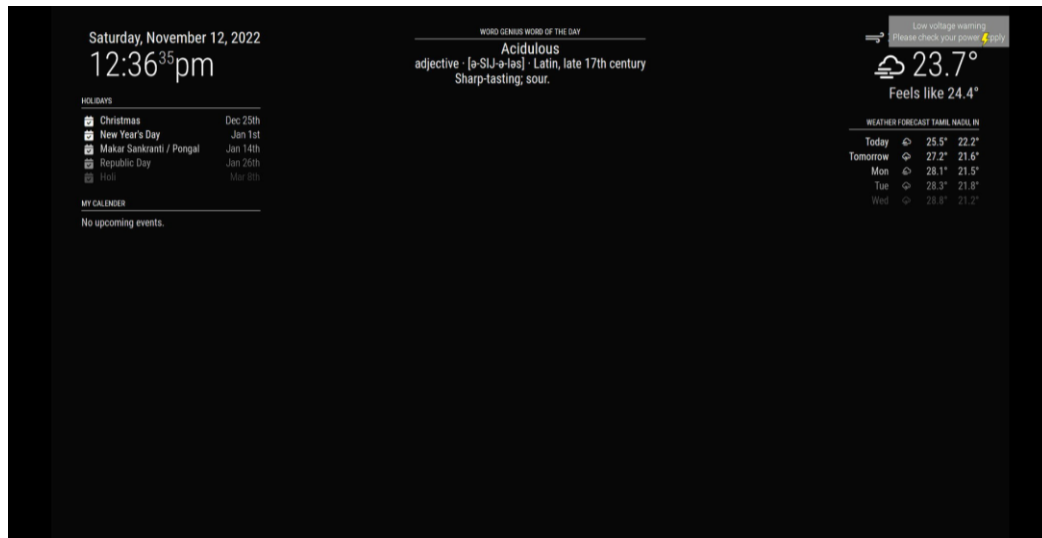 Saturday, November 12, 2022
12:36 35 pm
HOLIDAYS
Christmas Dec 25th
New Year's Day Jan 1st
Makar Sankranti / Pongal Jan 14th
Republic Day Jan 26th
Holi Mar 8th
MY CALENDER
No upcoming events.
WORD GENIUS WORD OF THE DAY
Acidulous
adjective · [ə-SIJ-ə-ləs] · Latin, late 17th century
Sharp-tasting; sour.
Low voltage warning
Please check your power
23.7°
Feels like 24.4°
WEATHER FORECAST TAMIL NADU, IN
Today 25.5° 22.2°
Tomorrow 27.2° 21.6°
Mon 28.1° 21.5°
Tue 28.3° 21.8°
Wed 28.8° 21.2°